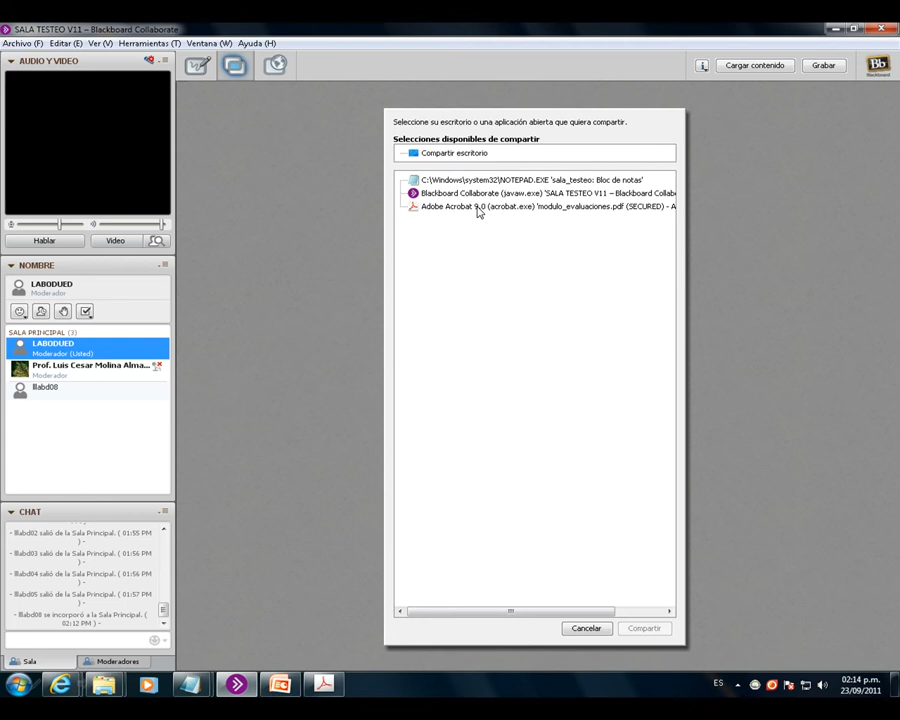 SALA TESTEO V11 – Blackboard Collaborate
Archivo (F) Editar (E) Ver (V) Herramientas (T) Ventana (W) Ayuda (H)
AUDIO Y VIDEO
Cargar contenido
Grabar
Bb
Blackboard
Hablar
Video
NOMBRE
LABODUED
Moderador
SALA PRINCIPAL (3)
LABODUED
Moderador (Usted)
Prof. Luis Cesar Molina Alma...
Moderador
lllabd08
CHAT
- lllabd02 salió de la Sala Principal. ( 01:55 PM
) -
- lllabd03 salió de la Sala Principal. ( 01:56 PM
) -
- lllabd04 salió de la Sala Principal. ( 01:56 PM
) -
- lllabd05 salió de la Sala Principal. ( 01:57 PM
) -
- lllabd08 se incorporó a la Sala Principal. (
02:12 PM ) -
Sala
Moderadores
Seleccione su escritorio o una aplicación abierta que quiera compartir.
Selecciones disponibles de compartir
Compartir escritorio
C:\Windows\system32\NOTEPAD.EXE 'sala_testeo: Bloc de notas'
Blackboard Collaborate (javaw.exe) 'SALA TESTEO V11 – Blackboard Collab
Adobe Acrobat 9.0 (acrobat.exe) 'modulo_evaluaciones.pdf (SECURED) - A
Cancelar
Compartir
ES
02:14 p.m.
23/09/2011